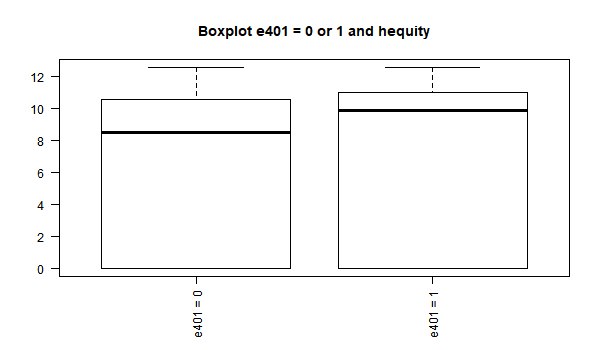 Boxplot e401 = 0 or 1 and hequity
12
10
8
6
4
2
0
e401 = 0
e401 = 1